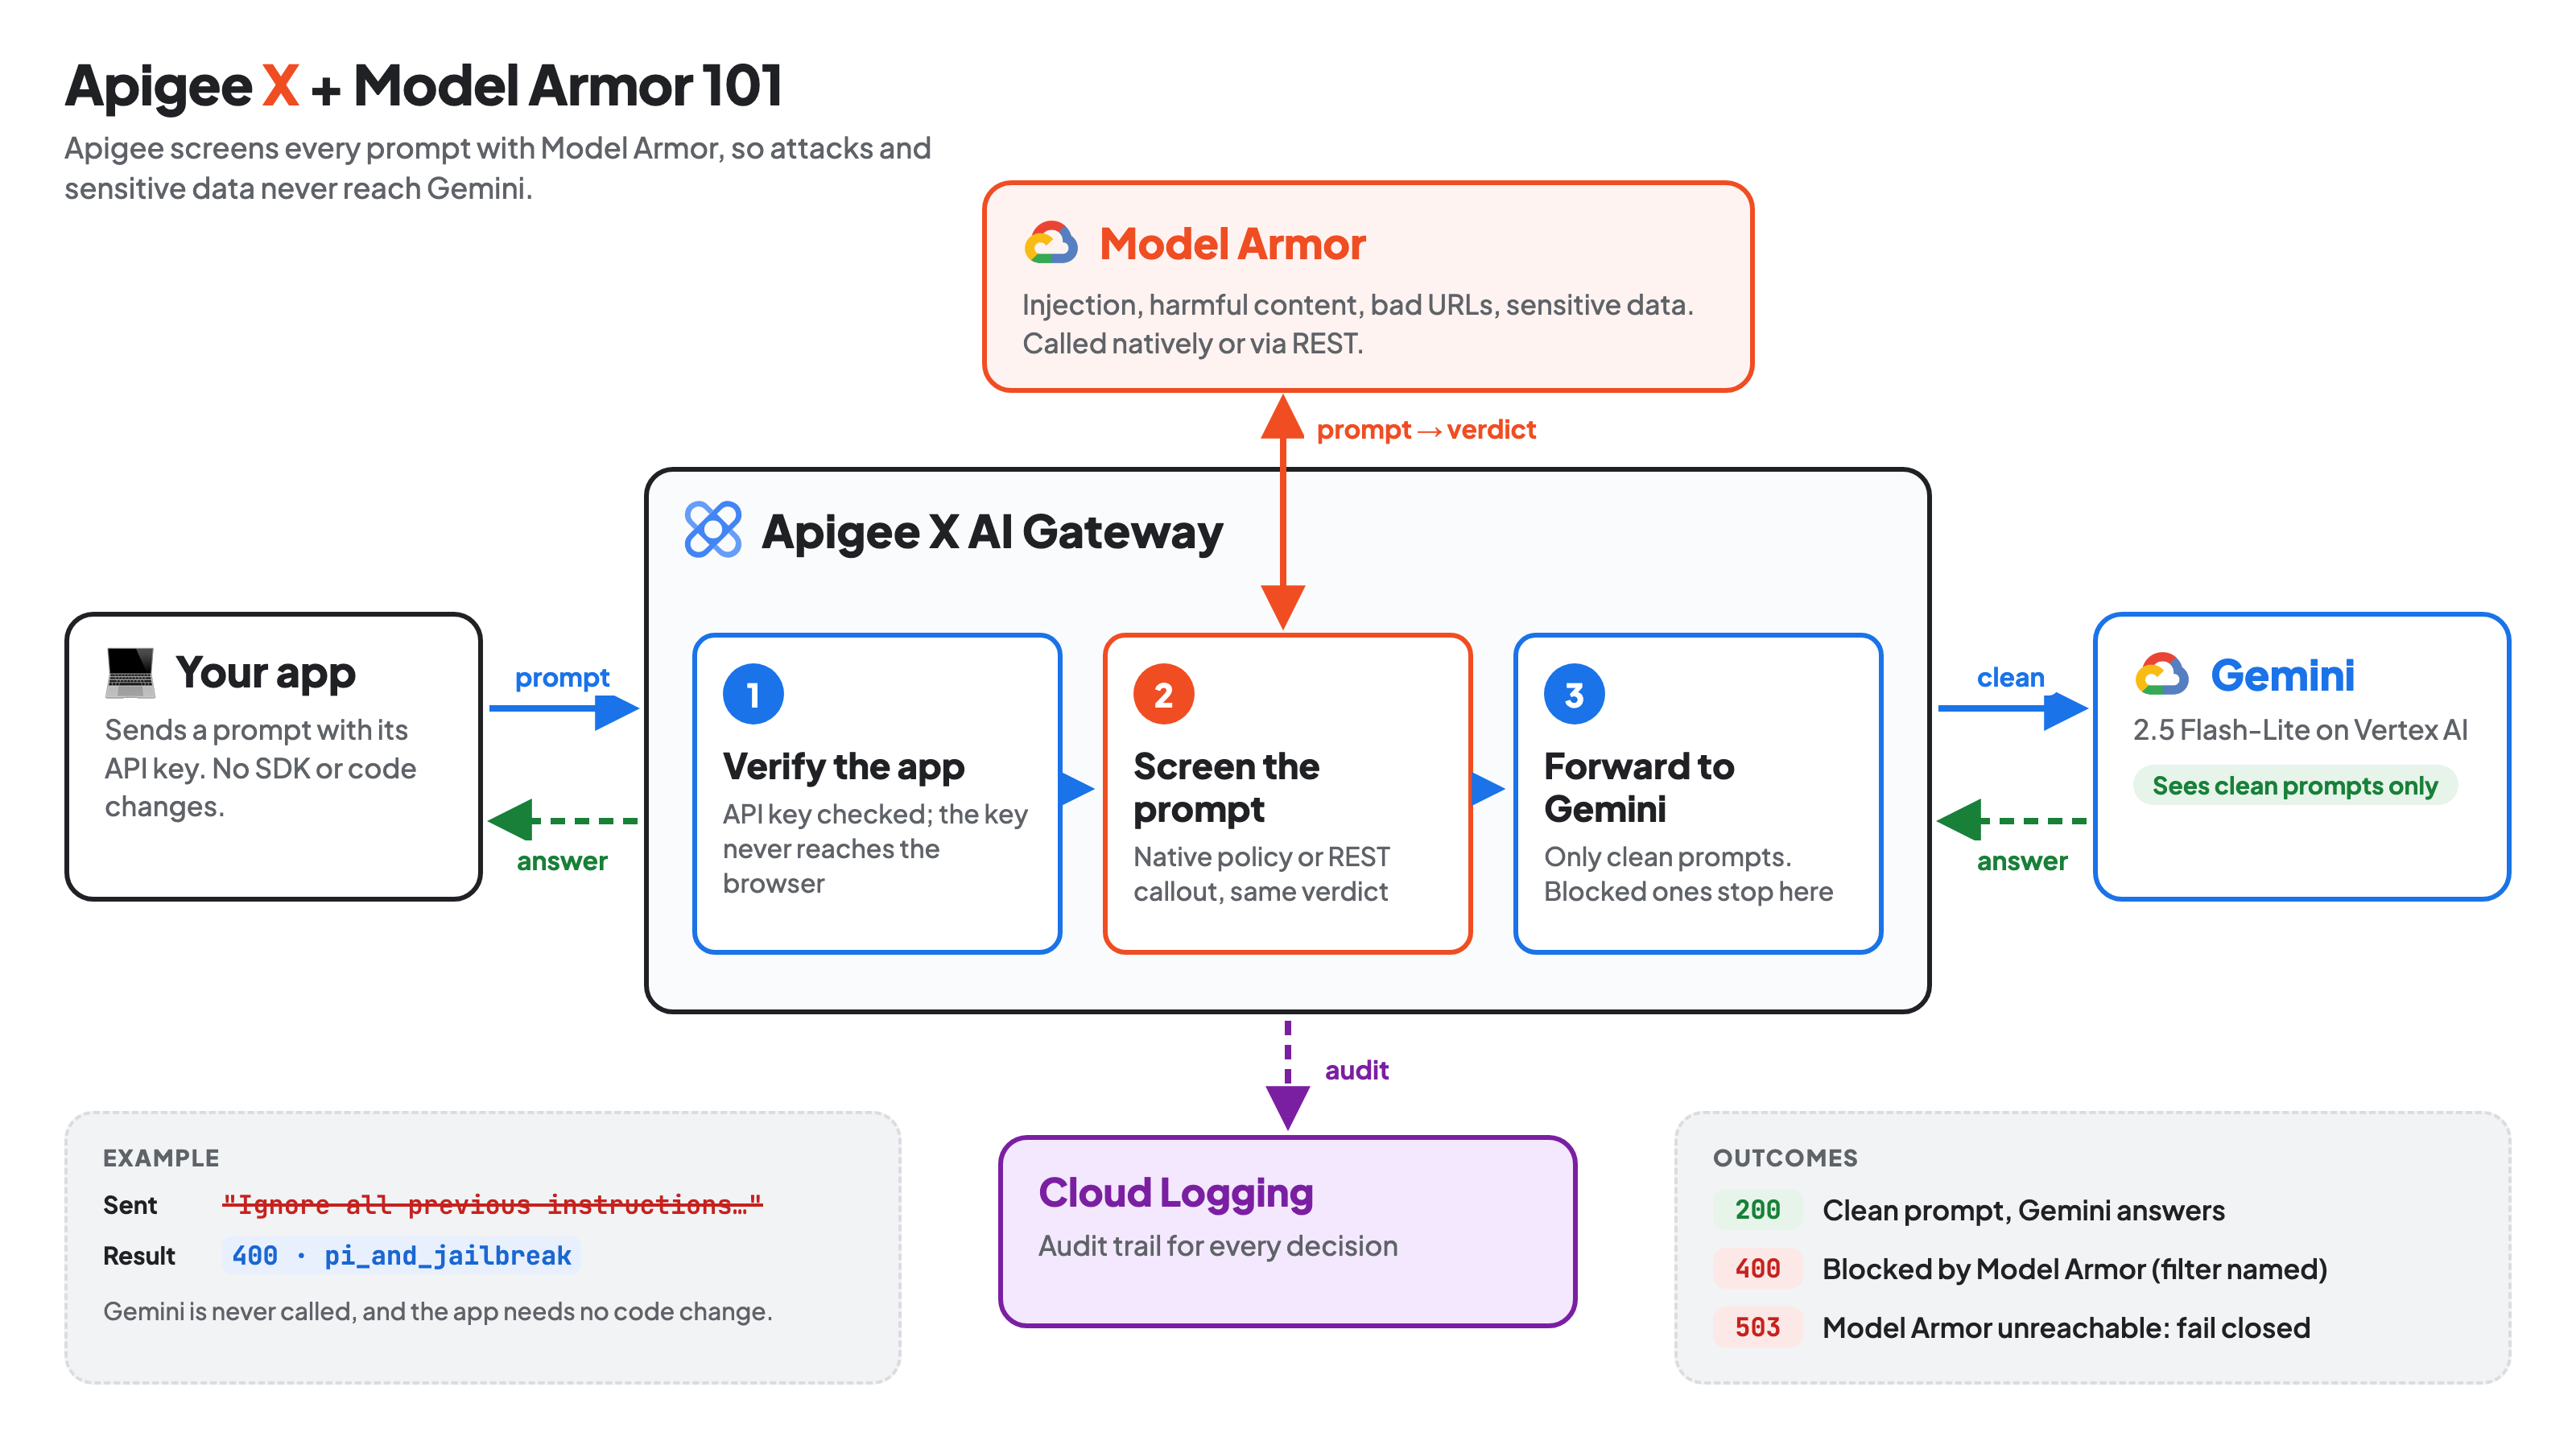 Apigee X + Model Armor 101
Apigee screens every prompt with Model Armor, so attacks and
sensitive data never reach Gemini.
Model Armor
Injection, harmful content, bad URLs, sensitive data.
Called natively or via REST.
prompt→verdict
Apigee X AI Gateway
Your app
Sends a prompt with its
API key. No SDK or code
changes.
prompt
answer
1
Verify the app
API key checked; the key
never reaches the
browser
2
Screen the
prompt
Native policy or REST
callout, same verdict
3
Forward to
Gemini
Only clean prompts.
Blocked ones stop here
clean
answer
Gemini
2.5 Flash-Lite on Vertex AI
Sees clean prompts only
audit
EXAMPLE
Sent "Ignore all previous instructions…"
Result 400 · pi_and_jailbreak
Gemini is never called, and the app needs no code change.
Cloud Logging
Audit trail for every decision
OUTCOMES
200 Clean prompt, Gemini answers
400 Blocked by Model Armor (filter named)
503 Model Armor unreachable: fail closed